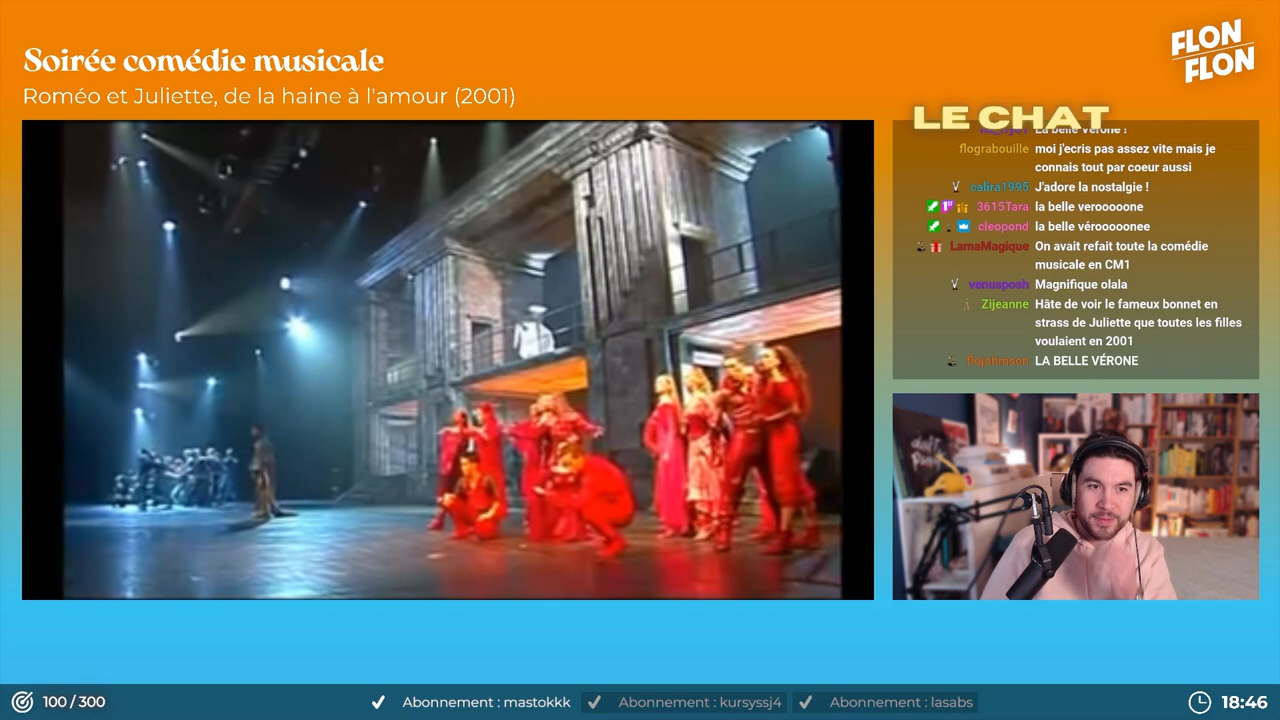 Soirée comédie musicale
Roméo et Juliette, de la haine à l'amour (2001)
FLON
FLON
LE CHAT
La belle Vérone !
flograbouille moi j'ecris pas assez vite mais je
connais tout par coeur aussi
calira1995 J'adore la nostalgie !
3615Tara la belle verooooone
cleopond la belle vérooooonee
LamaMagique On avait refait toute la comédie
musicale en CM1
venusposh Magnifique olala
Zijeanne Hâte de voir le fameux bonnet en
strass de Juliette que toutes les filles
voulaient en 2001
flojohnson LA BELLE VÉRONE
100 / 300
Abonnement : mastokkk
Abonnement : kursyssj4
Abonnement : lasabs
18:46